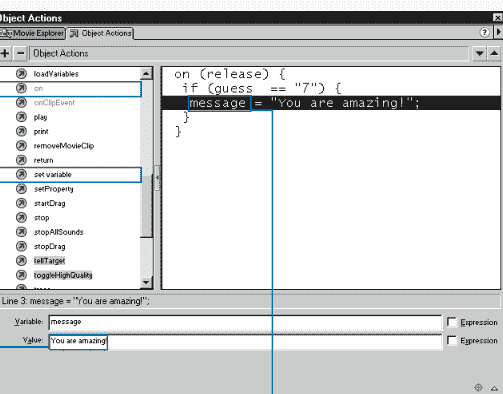 Object Actions
Movie Explorer Object Actions ?
+ - Object Actions
loadVariables
on
onClipEvent
play
print
removeMovieClip
return
set variable
setProperty
startDrag
stop
stopAllSounds
stopDrag
tellTarget
toggleHighQuality
on (release) {
if (guess == "7") {
message = "You are amazing!";
}
}
Line 3: message = "You are amazing!";
Variable: message Expression
Value: You are amazing! Expression